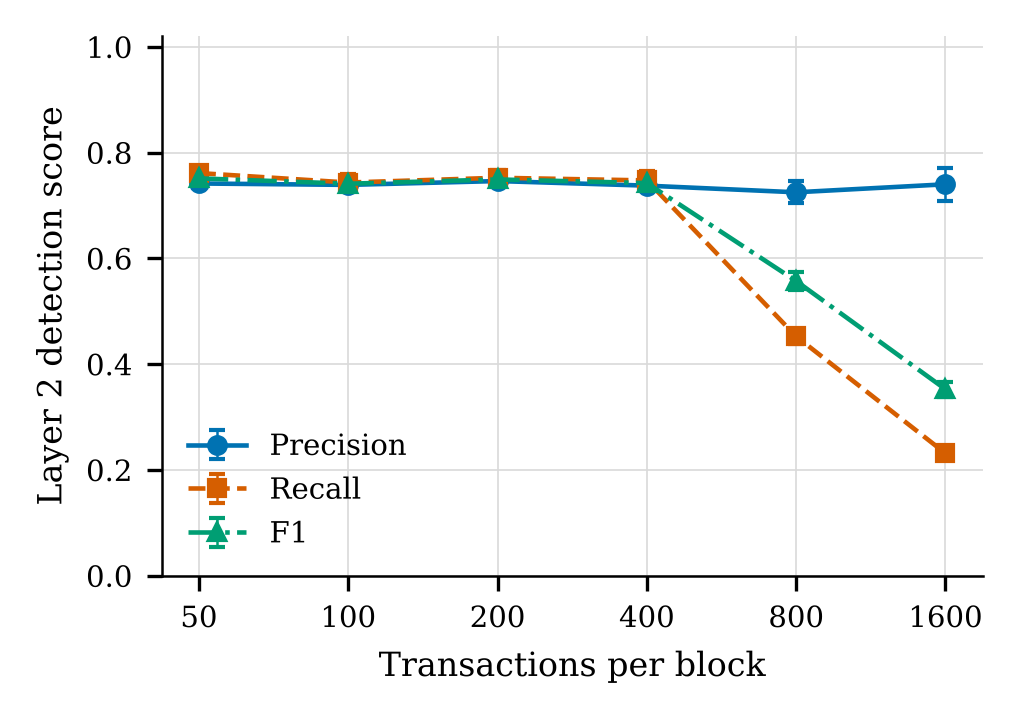 Layer 2 detection score
1.0
0.8
0.6
0.4
0.2
0.0
Precision
Recall
F1
50 100 200 400 800 1600
Transactions per block